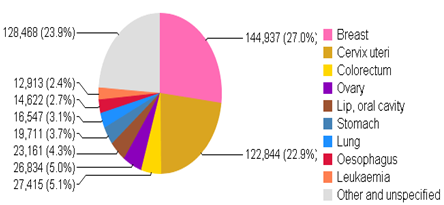 128,468 (23.9%)
144,937 (27.0%)
12,913 (2.4%)
14,622 (2.7%)
16,547 (3.1%)
19,711 (3.7%)
23,161 (4.3%)
26,834 (5.0%)
27,415 (5.1%)
122,844 (22.9%)
Breast
Cervix uteri
Colorectum
Ovary
Lip, oral cavity
Stomach
Lung
Oesophagus
Leukaemia
Other and unspecified